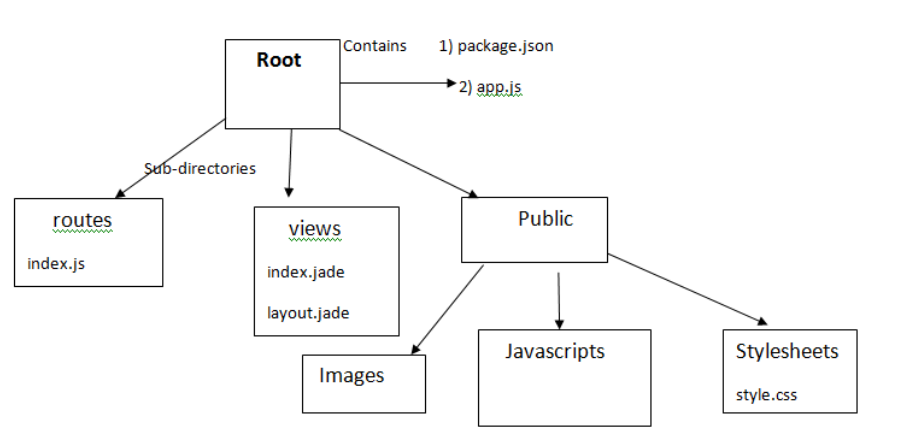 Root
Contains 1) package.json
2) app.js
Sub-directories
routes
index.js
views
index.jade
layout.jade
Public
Images
Javascripts
Stylesheets
style.css